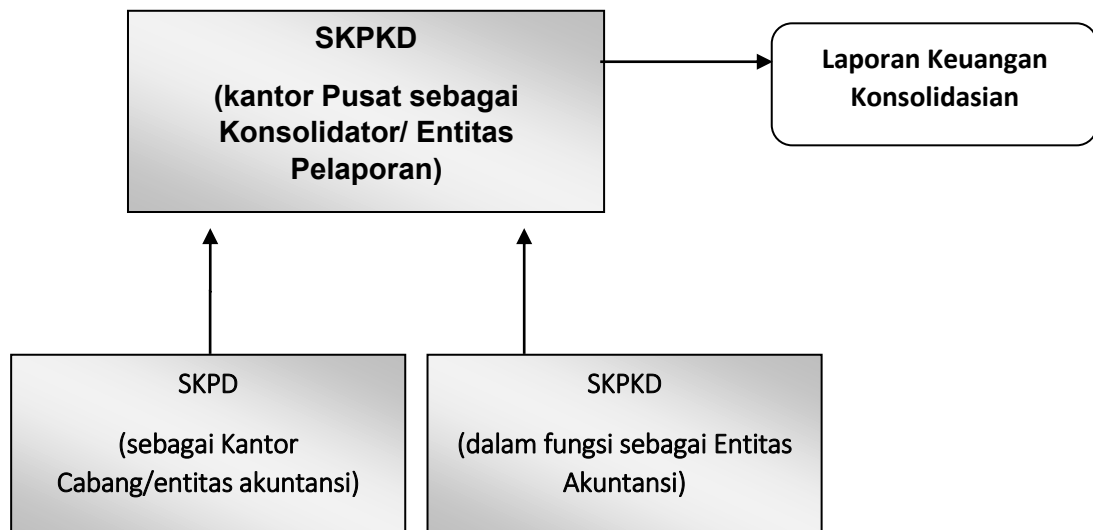 SKPKD
(kantor Pusat sebagai
Konsolidator/ Entitas
Pelaporan)
Laporan Keuangan
Konsolidasian
SKPD
(sebagai Kantor
Cabang/entitas akuntansi)
SKPKD
(dalam fungsi sebagai Entitas
Akuntansi)